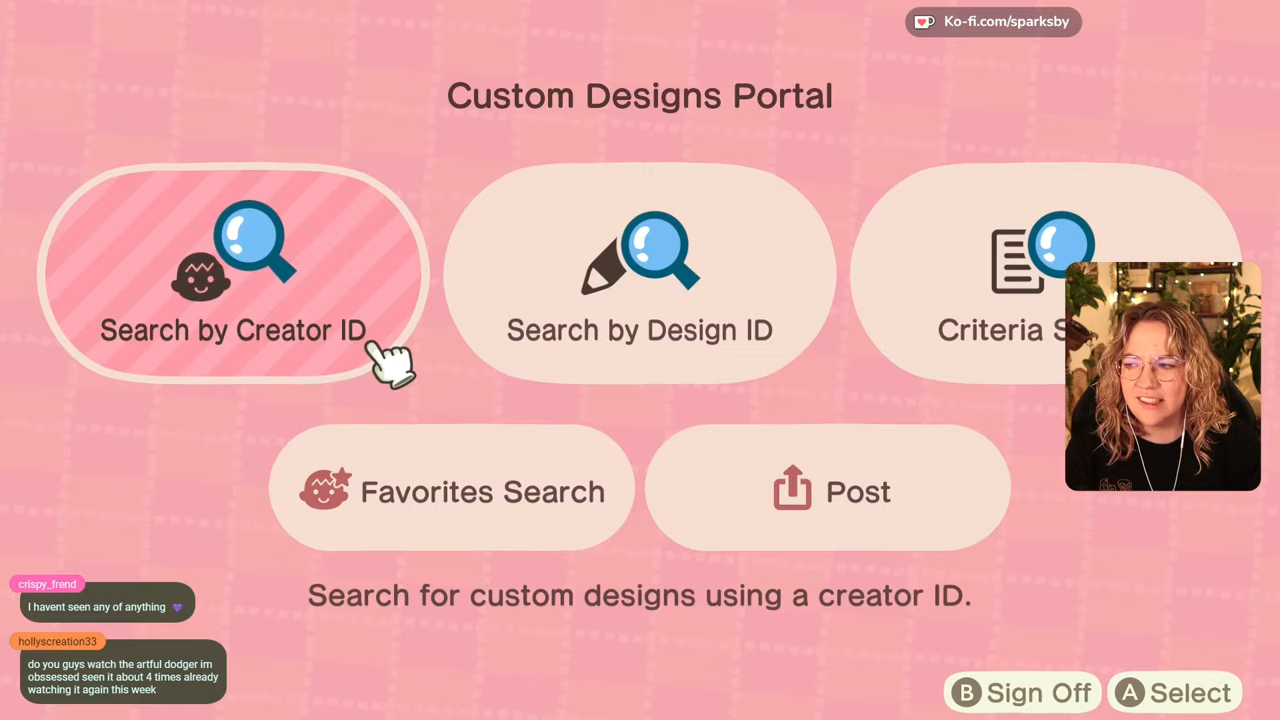 Ko-fi.com/sparksby
Custom Designs Portal
Search by Creator ID
Search by Design ID
Criteria S
Favorites Search
Post
crispy_frend
I havent seen any of anything 💜
hollyscreation33
do you guys watch the artful dodger im
obssessed seen it about 4 times already
watching it again this week
Search for custom designs using a creator ID.
B Sign Off
A Select